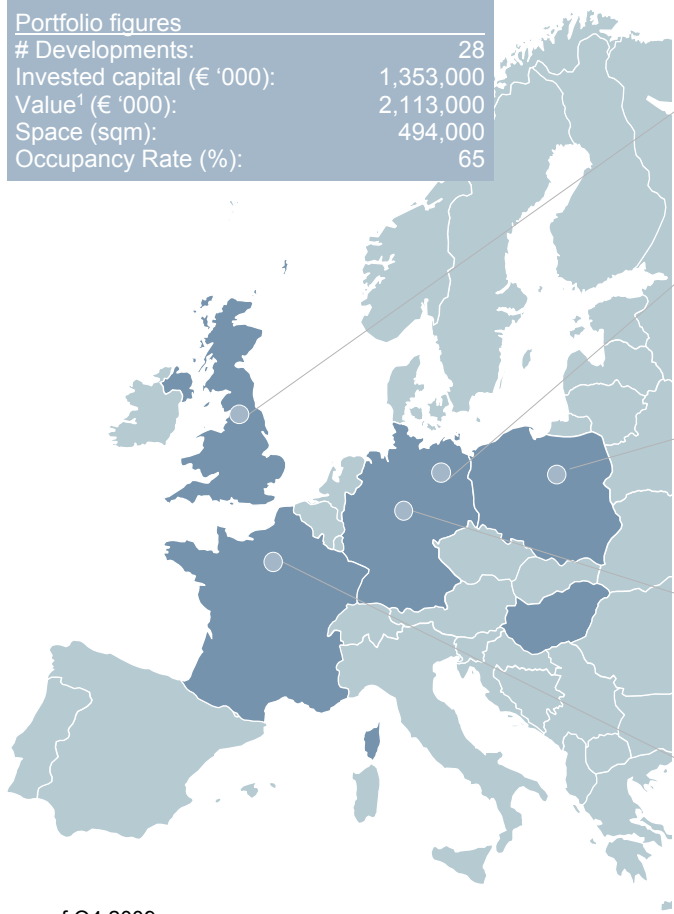 Portfolio figures
# Developments: 28
Invested capital (€ ‘000): 1,353,000
Value¹ (€ ‘000): 2,113,000
Space (sqm): 494,000
Occupancy Rate (%): 65